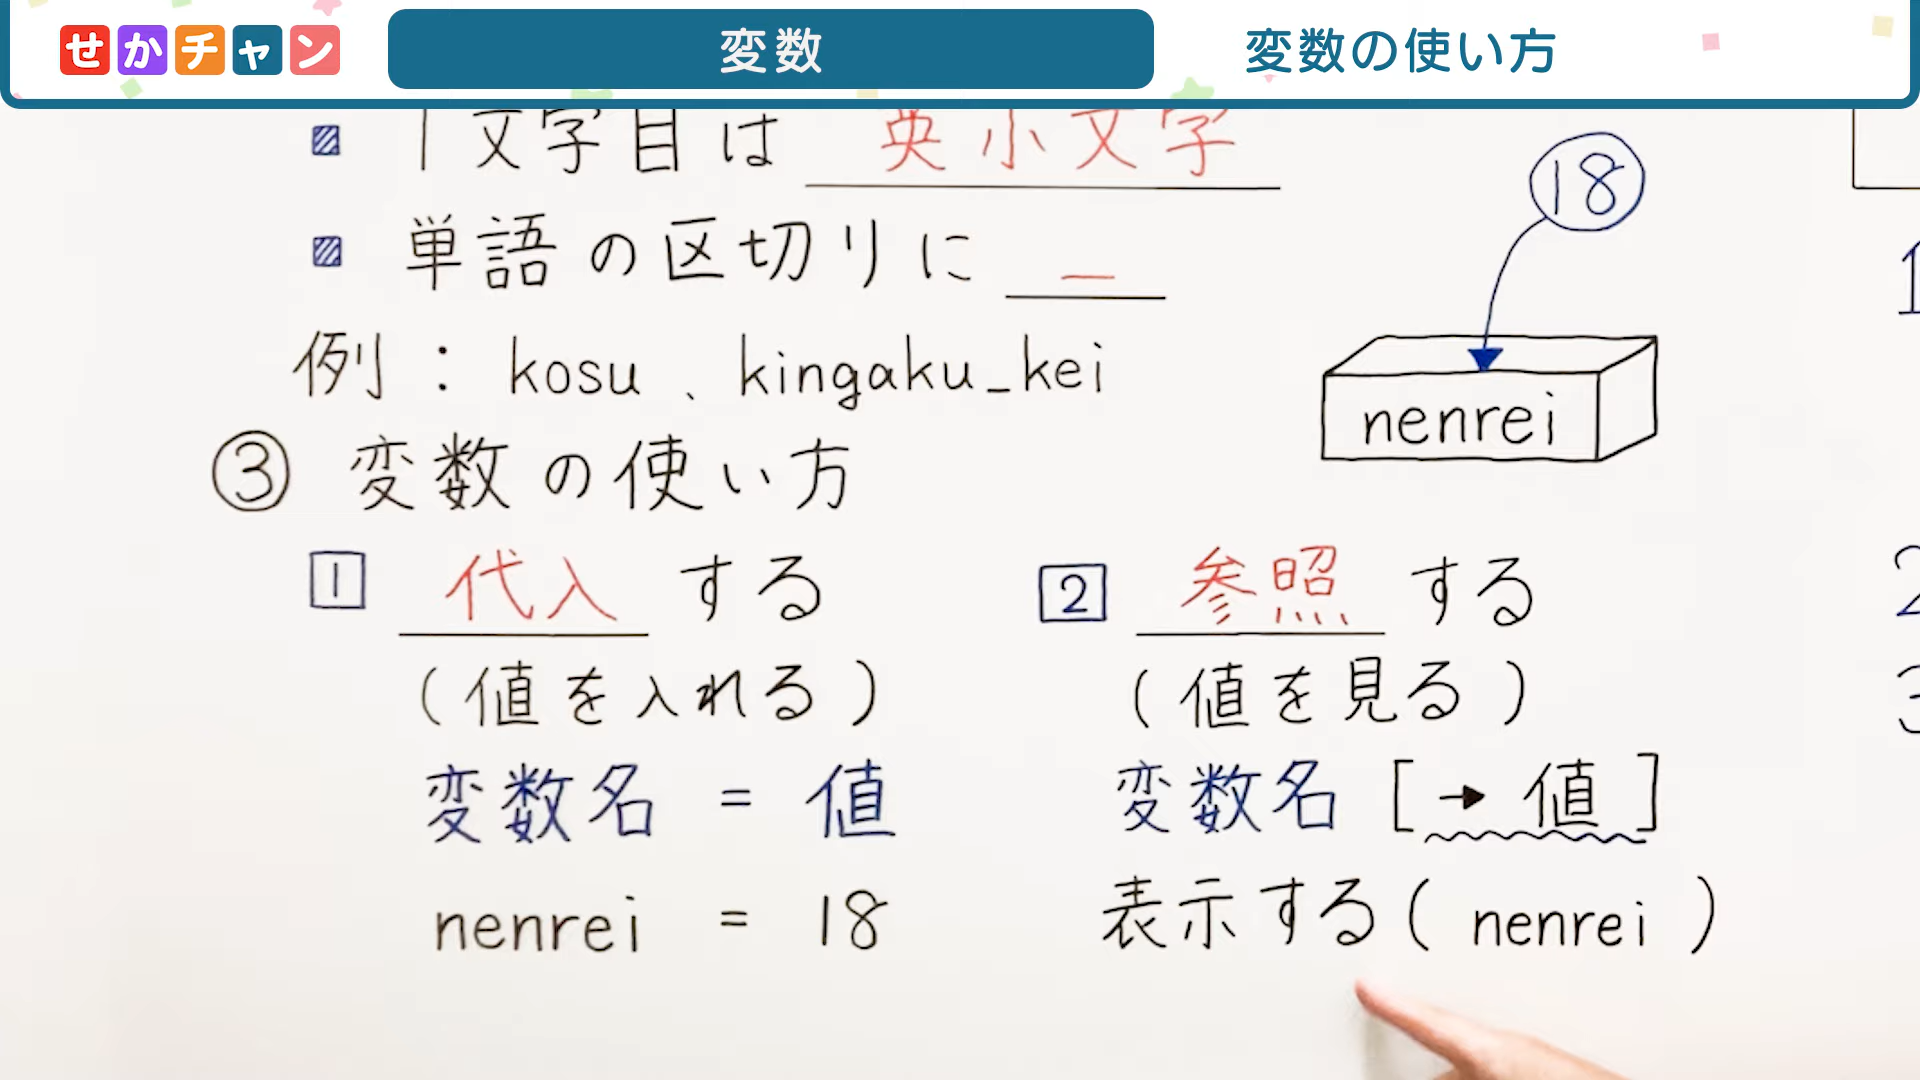 せかチャン
変数
変数の使い方
1文字目は 英小文字
単語の区切りに _
例：kosu、kingaku_kei
18
nenrei
③ 変数の使い方
1 代入する
(値を入れる)
変数名 = 値
nenrei = 18
2 参照する
(値を見る)
変数名 [→ 値]
表示する(nenrei)